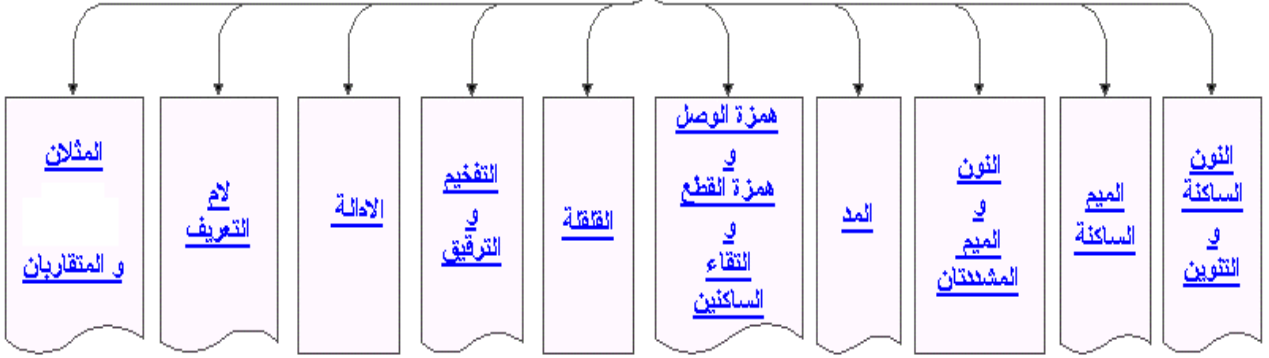 النون
الساكنة
و
التنوين
الميم
الساكنة
النون
و
الميم
المشددتان
المد
همزة الوصل
و
همزة القطع
و
التقاء
الساكنين
القلقلة
التفخيم
و
الترقيق
الامالة
لام
التعريف
المثلان
و المتقاربان